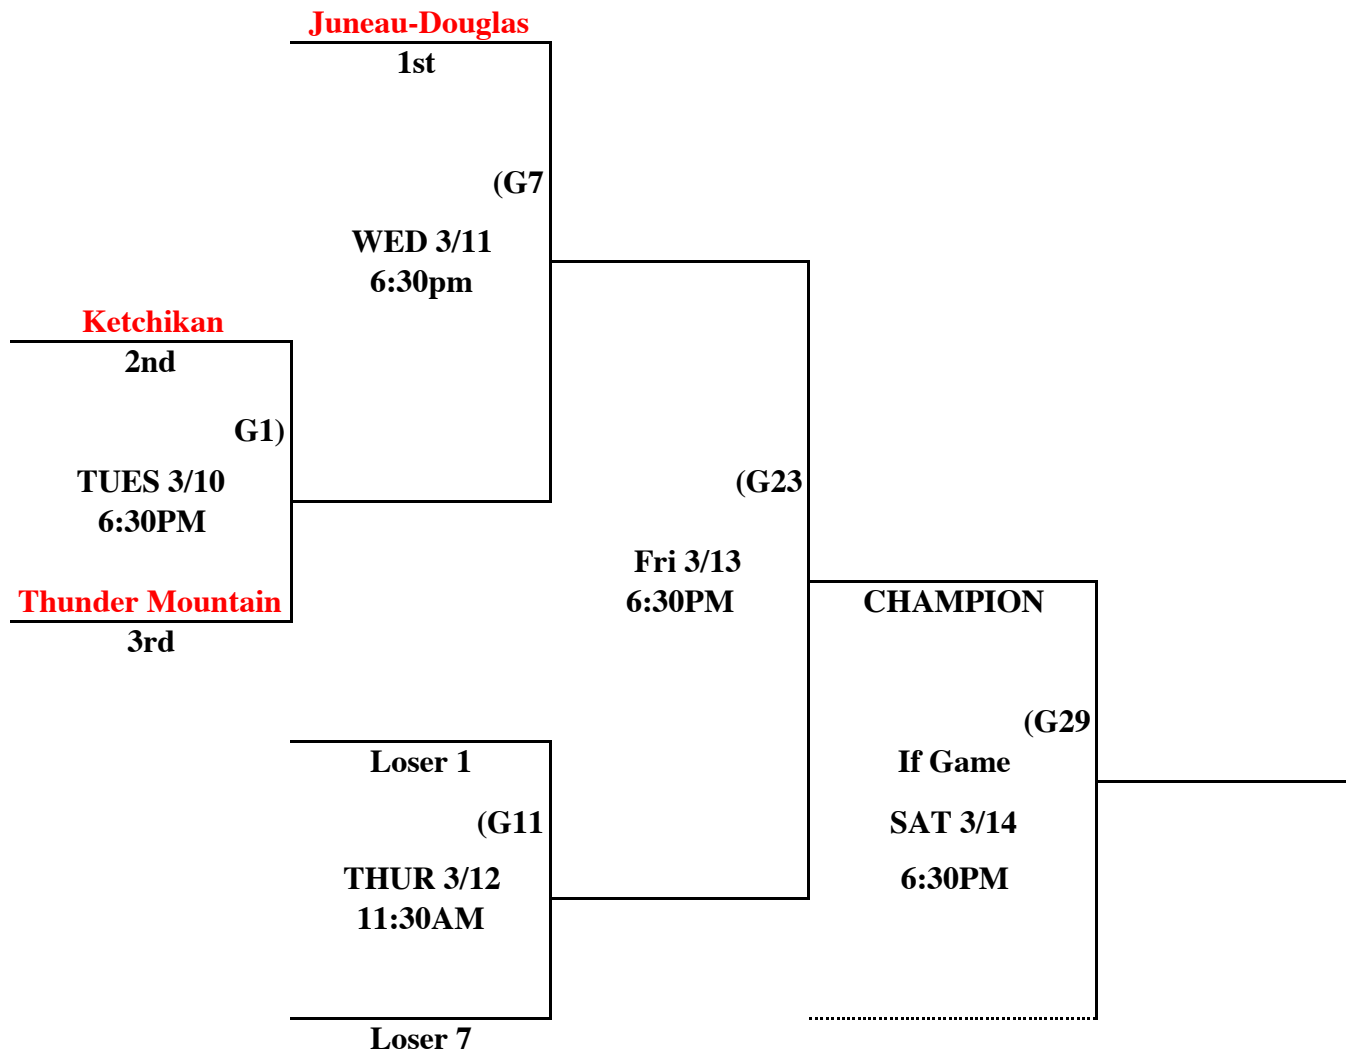 Juneau-Douglas
1st
(G7
WED 3/11
6:30pm
Ketchikan
2nd
G1)
TUES 3/10
6:30PM
Thunder Mountain
3rd
(G23
Fri 3/13
6:30PM
CHAMPION
Loser 1
(G11
THUR 3/12
11:30AM
Loser 7
(G29
If Game
SAT 3/14
6:30PM